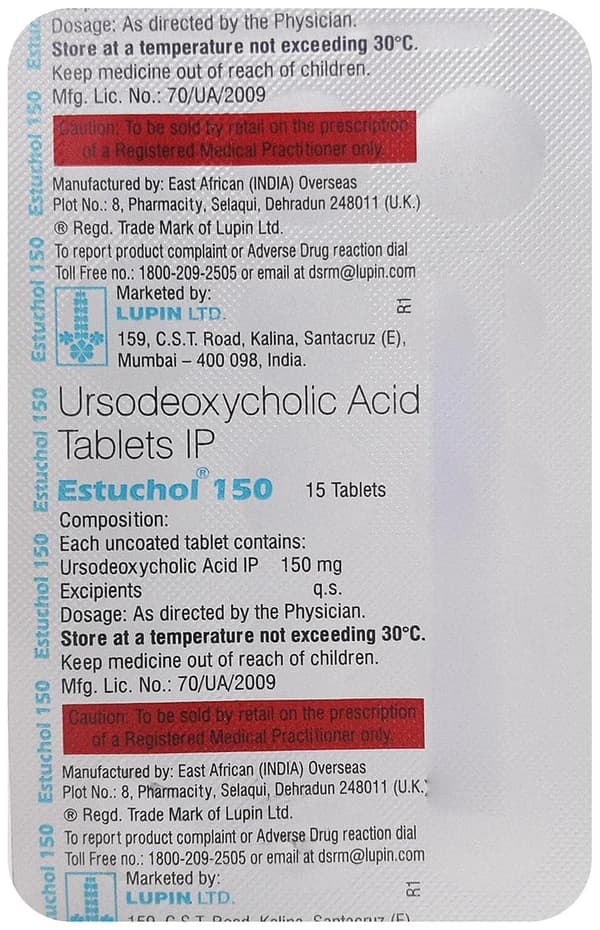 Dosage: As directed by the Physician.
Store at a temperature not exceeding 30°C.
Keep medicine out of reach of children.
Mfg. Lic. No.: 70/UA/2009
Caution: To be sold by retail on the prescription
of a Registered Medical Practitioner only.
Manufactured by: East African (INDIA) Overseas
Plot No.: 8, Pharmacity, Selaqui, Dehradun 248011 (U.K.)
® Regd. Trade Mark of Lupin Ltd.
To report product complaint or Adverse Drug reaction dial
Toll Free no.: 1800-209-2505 or email at dsrm@lupin.com
Marketed by:
LUPIN LTD.
R1
159, C.S.T. Road, Kalina, Santacruz (E),
Mumbai – 400 098, India.
Ursodeoxycholic Acid
Tablets IP
Estuchol® 150 15 Tablets
Composition:
Each uncoated tablet contains:
Ursodeoxycholic Acid IP 150 mg
Excipients q.s.
Dosage: As directed by the Physician.
Store at a temperature not exceeding 30°C.
Keep medicine out of reach of children.
Mfg. Lic. No.: 70/UA/2009
Caution: To be sold by retail on the prescription
of a Registered Medical Practitioner only.
Manufactured by: East African (INDIA) Overseas
Plot No.: 8, Pharmacity, Selaqui, Dehradun 248011 (U.K.)
® Regd. Trade Mark of Lupin Ltd.
To report product complaint or Adverse Drug reaction dial
Toll Free no.: 1800-209-2505 or email at dsrm@lupin.com
Marketed by:
LUPIN LTD.
R1
159, C.S.T. Road, Kalina, Santacruz (E)
uchol 150 Estuchol 150 Estuchol 150 Estuchol 150 Estuchol 150 Estuchol 150 Estu